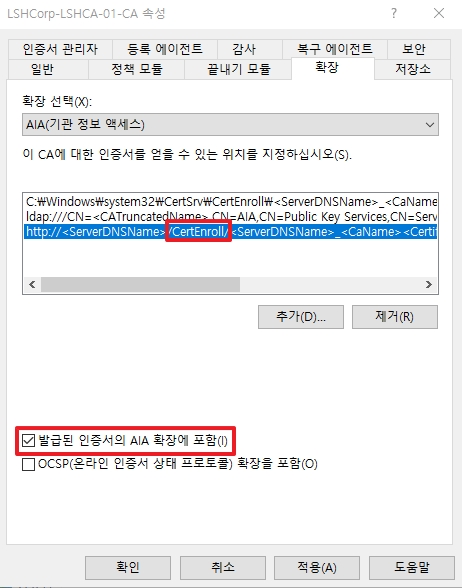 LSHCorp-LSHCA-01-CA 속성
인증서 관리자 등록 에이전트 감사 복구 에이전트 보안
일반 정책 모듈 끝내기 모듈 확장 저장소
확장 선택(X):
AIA(기관 정보 액세스)
이 CA에 대한 인증서를 얻을 수 있는 위치를 지정하십시오(S).
C:₩Windows₩system32₩CertSrv₩CertEnroll₩<ServerDNSName>_<CaName
ldap:///CN=<CATruncatedName>,CN=AIA,CN=Public Key Services,CN=Serv
http://<ServerDNSName>/CertEnroll/<ServerDNSName>_<CaName><Certif
추가(D)... 제거(R)
발급된 인증서의 AIA 확장에 포함(I)
OCSP(온라인 인증서 상태 프로토콜) 확장을 포함(O)
확인 취소 적용(A) 도움말